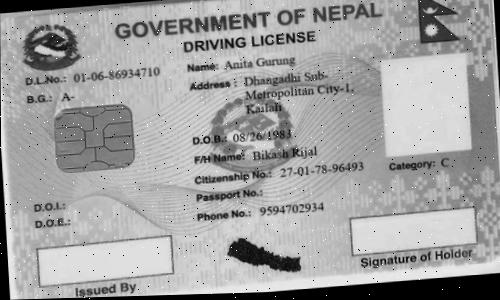 GOVERNMENT OF NEPAL
DRIVING LICENSE
D.L.No.: 01-06-86934710
B.G.: A-
Name: Anita Gurung
Address : Dhangadhi Sub-
Metropolitan City-1,
Kailali
D.O.B.: 08/26/1983
F/H Name: Bikash Rijal
Citizenship No.: 27-01-78-96493
Category: C
Passport No.:
D.O.I.:
D.O.E.:
Phone No.: 9594702934
Issued By
Signature of Holder